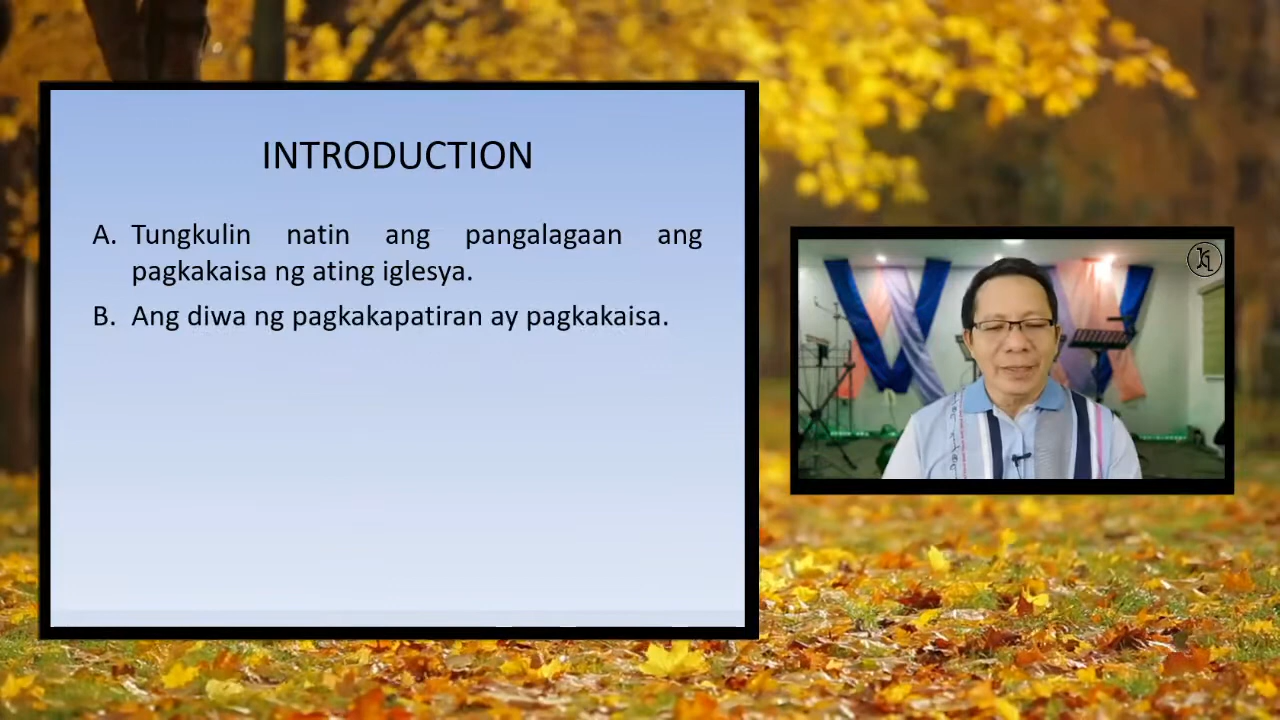 INTRODUCTION
A. Tungkulin natin ang pangalagaan ang
pagkakaisa ng ating iglesya.
B. Ang diwa ng pagkakapatiran ay pagkakaisa.